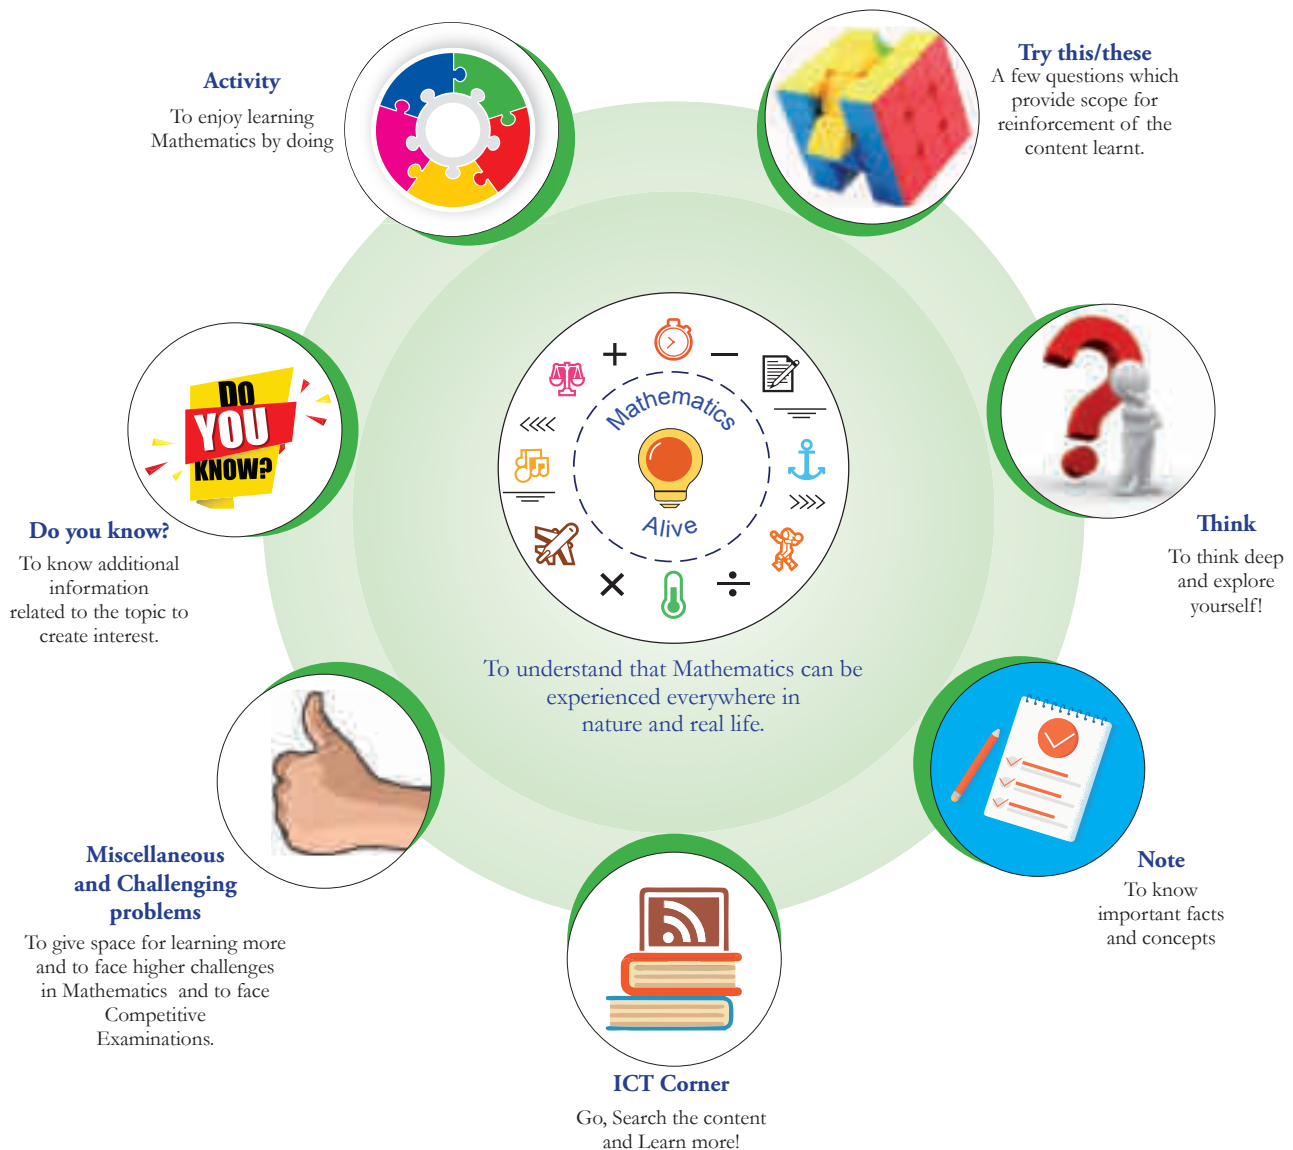 Activity
To enjoy learning
Mathematics by doing
Try this/these
A few questions which
provide scope for
reinforcement of the
content learnt.
DO
YOU
KNOW?
Do you know?
To know additional
information
related to the topic to
create interest.
Mathematics
Alive
To understand that Mathematics can be
experienced everywhere in
nature and real life.
Think
To think deep
and explore
yourself!
Miscellaneous
and Challenging
problems
To give space for learning more
and to face higher challenges
in Mathematics and to face
Competitive
Examinations.
Note
To know
important facts
and concepts
ICT Corner
Go, Search the content
and Learn more!